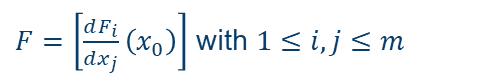 F = [dF_i/dx_j (x_0)] with 1 ≤ i, j ≤ m